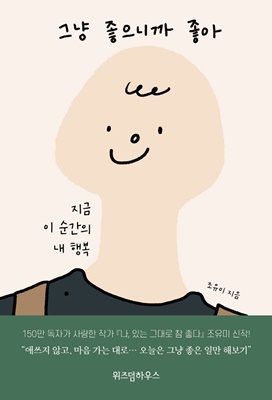 그냥 좋으니까 좋아
지금
이 순간의
내 행복
조유미 지음
150만 독자가 사랑한 작가 『나, 있는 그대로 참 좋다』 조유미 신작!
“애쓰지 않고, 마음 가는 대로… 오늘은 그냥 좋은 일만 해보기”
위즈덤하우스